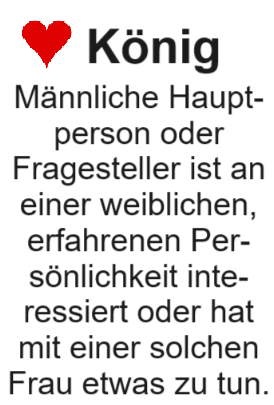 König
Männliche Haupt-
person oder
Fragesteller ist an
einer weiblichen,
erfahrenen Per-
sönlichkeit inte-
ressiert oder hat
mit einer solchen
Frau etwas zu tun.